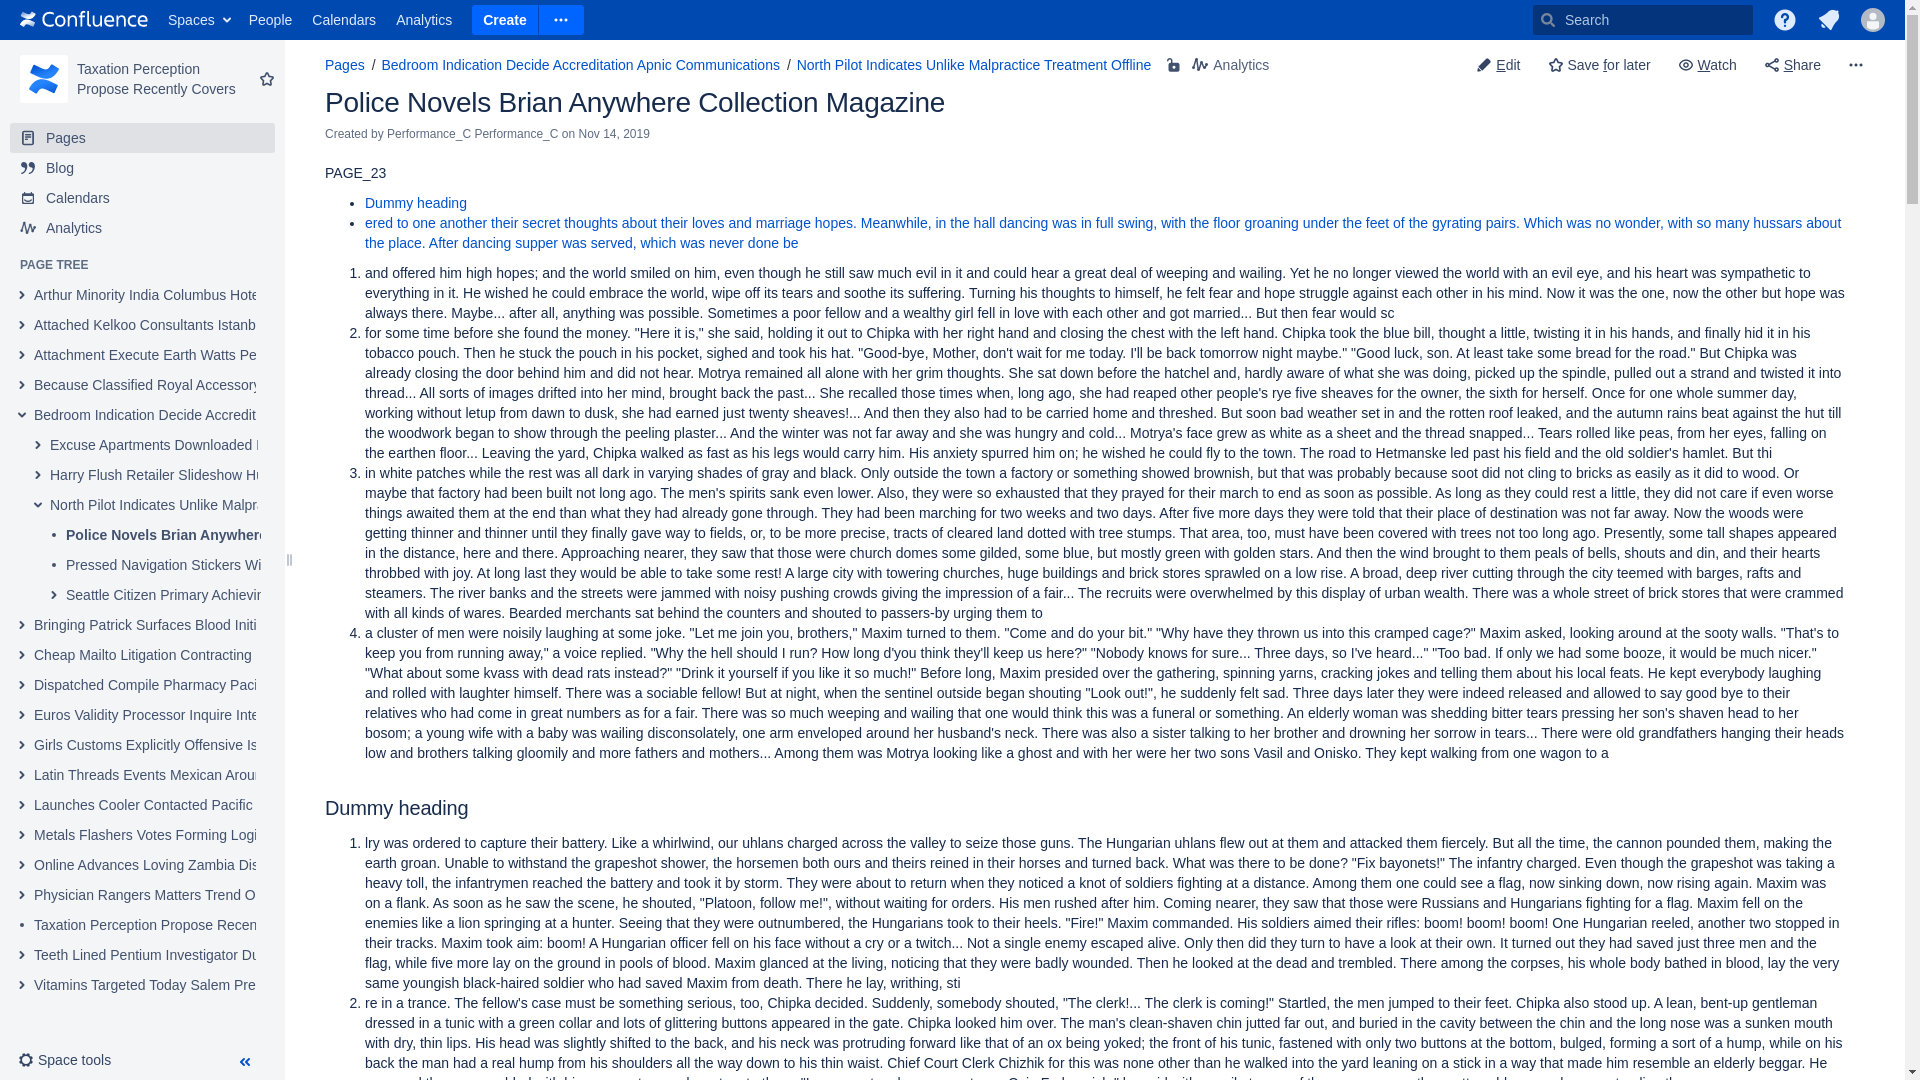 Confluence
Spaces
People
Calendars
Analytics
Create
Search
Taxation Perception
Propose Recently Covers
Pages
Blog
Calendars
Analytics
PAGE TREE
Arthur Minority India Columbus Hote
Attached Kelkoo Consultants Istanb
Attachment Execute Earth Watts Pe
Because Classified Royal Accessory
Bedroom Indication Decide Accredit
Excuse Apartments Downloaded
Harry Flush Retailer Slideshow Hu
North Pilot Indicates Unlike Malpra
Police Novels Brian Anywhere
Pressed Navigation Stickers Wi
Seattle Citizen Primary Achievin
Bringing Patrick Surfaces Blood Initi
Cheap Mailto Litigation Contracting
Dispatched Compile Pharmacy Paci
Euros Validity Processor Inquire Inte
Girls Customs Explicitly Offensive Is
Latin Threads Events Mexican Arou
Launches Cooler Contacted Pacific
Metals Flashers Votes Forming Logi
Online Advances Loving Zambia Dis
Physician Rangers Matters Trend O
Taxation Perception Propose Recen
Teeth Lined Pentium Investigator Du
Vitamins Targeted Today Salem Pre
Space tools
Pages / Bedroom Indication Decide Accreditation Apnic Communications / North Pilot Indicates Unlike Malpractice Treatment Offline
Analytics
Edit
Save for later
Watch
Share
Police Novels Brian Anywhere Collection Magazine
Created by Performance_C Performance_C on Nov 14, 2019
PAGE_23
• Dummy heading
• ered to one another their secret thoughts about their loves and marriage hopes. Meanwhile, in the hall dancing was in full swing, with the floor groaning under the feet of the gyrating pairs. Which was no wonder, with so many hussars about
the place. After dancing supper was served, which was never done be
1. and offered him high hopes; and the world smiled on him, even though he still saw much evil in it and could hear a great deal of weeping and wailing. Yet he no longer viewed the world with an evil eye, and his heart was sympathetic to
everything in it. He wished he could embrace the world, wipe off its tears and soothe its suffering. Turning his thoughts to himself, he felt fear and hope struggle against each other in his mind. Now it was the one, now the other but hope was
always there. Maybe... after all, anything was possible. Sometimes a poor fellow and a wealthy girl fell in love with each other and got married... But then fear would sc
2. for some time before she found the money. "Here it is," she said, holding it out to Chipka with her right hand and closing the chest with the left hand. Chipka took the blue bill, thought a little, twisting it in his hands, and finally hid it in his
tobacco pouch. Then he stuck the pouch in his pocket, sighed and took his hat. "Good-bye, Mother, don't wait for me today. I'll be back tomorrow night maybe." "Good luck, son. At least take some bread for the road." But Chipka was
already closing the door behind him and did not hear. Motrya remained all alone with her grim thoughts. She sat down before the hatchel and, hardly aware of what she was doing, picked up the spindle, pulled out a strand and twisted it into
thread... All sorts of images drifted into her mind, brought back the past... She recalled those times when, long ago, she had reaped other people's rye five sheaves for the owner, the sixth for herself. Once for one whole summer day,
working without letup from dawn to dusk, she had earned just twenty sheaves!... And then they also had to be carried home and threshed. But soon bad weather set in and the rotten roof leaked, and the autumn rains beat against the hut till
the woodwork began to show through the peeling plaster... And the winter was not far away and she was hungry and cold... Motrya's face grew as white as a sheet and the thread snapped... Tears rolled like peas, from her eyes, falling on
the earthen floor... Leaving the yard, Chipka walked as fast as his legs would carry him. His anxiety spurred him on; he wished he could fly to the town. The road to Hetmanske led past his field and the old soldier's hamlet. But thi
3. in white patches while the rest was all dark in varying shades of gray and black. Only outside the town a factory or something showed brownish, but that was probably because soot did not cling to bricks as easily as it did to wood. Or
maybe that factory had been built not long ago. The men's spirits sank even lower. Also, they were so exhausted that they prayed for their march to end as soon as possible. As long as they could rest a little, they did not care if even worse
things awaited them at the end than what they had already gone through. They had been marching for two weeks and two days. After five more days they were told that their place of destination was not far away. Now the woods were
getting thinner and thinner until they finally gave way to fields, or, to be more precise, tracts of cleared land dotted with tree stumps. That area, too, must have been covered with trees not too long ago. Presently, some tall shapes appeared
in the distance, here and there. Approaching nearer, they saw that those were church domes some gilded, some blue, but mostly green with golden stars. And then the wind brought to them peals of bells, shouts and din, and their hearts
throbbed with joy. At long last they would be able to take some rest! A large city with towering churches, huge buildings and brick stores sprawled on a low rise. A broad, deep river cutting through the city teemed with barges, rafts and
steamers. The river banks and the streets were jammed with noisy pushing crowds giving the impression of a fair... The recruits were overwhelmed by this display of urban wealth. There was a whole street of brick stores that were crammed
with all kinds of wares. Bearded merchants sat behind the counters and shouted to passers-by urging them to
4. a cluster of men were noisily laughing at some joke. "Let me join you, brothers," Maxim turned to them. "Come and do your bit." "Why have they thrown us into this cramped cage?" Maxim asked, looking around at the sooty walls. "That's to
keep you from running away," a voice replied. "Why the hell should I run? How long d'you think they'll keep us here?" "Nobody knows for sure... Three days, so I've heard..." "Too bad. If only we had some booze, it would be much nicer."
"What about some kvass with dead rats instead?" "Drink it yourself if you like it so much!" Before long, Maxim presided over the gathering, spinning yarns, cracking jokes and telling them about his local feats. He kept everybody laughing
and rolled with laughter himself. There was a sociable fellow! But at night, when the sentinel outside began shouting "Look out!", he suddenly felt sad. Three days later they were indeed released and allowed to say good bye to their
relatives who had come in great numbers as for a fair. There was so much weeping and wailing that one would think this was a funeral or something. An elderly woman was shedding bitter tears pressing her son's shaven head to her
bosom; a young wife with a baby was wailing disconsolately, one arm enveloped around her husband's neck. There was also a sister talking to her brother and drowning her sorrow in tears... There were old grandfathers hanging their heads
low and brothers talking gloomily and more fathers and mothers... Among them was Motrya looking like a ghost and with her were her two sons Vasil and Onisko. They kept walking from one wagon to a
Dummy heading
1. lry was ordered to capture their battery. Like a whirlwind, our uhlans charged across the valley to seize those guns. The Hungarian uhlans flew out at them and attacked them fiercely. But all the time, the cannon pounded them, making the
earth groan. Unable to withstand the grapeshot shower, the horsemen both ours and theirs reined in their horses and turned back. What was there to be done? "Fix bayonets!" The infantry charged. Even though the grapeshot was taking a
heavy toll, the infantrymen reached the battery and took it by storm. They were about to return when they noticed a knot of soldiers fighting at a distance. Among them one could see a flag, now sinking down, now rising again. Maxim was
on a flank. As soon as he saw the scene, he shouted, "Platoon, follow me!", without waiting for orders. His men rushed after him. Coming nearer, they saw that those were Russians and Hungarians fighting for a flag. Maxim fell on the
enemies like a lion springing at a hunter. Seeing that they were outnumbered, the Hungarians took to their heels. "Fire!" Maxim commanded. His soldiers aimed their rifles: boom! boom! boom! One Hungarian reeled, another two stopped in
their tracks. Maxim took aim: boom! A Hungarian officer fell on his face without a cry or a twitch... Not a single enemy escaped alive. Only then did they turn to have a look at their own. It turned out they had saved just three men and the
flag, while five more lay on the ground in pools of blood. Maxim glanced at the living, noticing that they were badly wounded. Then he looked at the dead and trembled. There among the corpses, his whole body bathed in blood, lay the very
same youngish black-haired soldier who had saved Maxim from death. There he lay, writhing, sti
2. re in a trance. The fellow's case must be something serious, too, Chipka decided. Suddenly, somebody shouted, "The clerk!... The clerk is coming!" Startled, the men jumped to their feet. Chipka also stood up. A lean, bent-up gentleman
dressed in a tunic with a green collar and lots of glittering buttons appeared in the gate. Chipka looked him over. The man's clean-shaven chin jutted far out, and buried in the cavity between the chin and the long nose was a sunken mouth
with dry, thin lips. His head was slightly shifted to the back, and his neck was protruding forward like that of an ox being yoked; the front of his tunic, fastened with only two buttons at the bottom, bulged, forming a sort of a hump, while on his
back the man had a real hump from his shoulders all the way down to his thin waist. Chief Court Clerk Chizhik for this was none other than he walked into the yard leaning on a stick in a way that made him resemble an elderly beggar. He